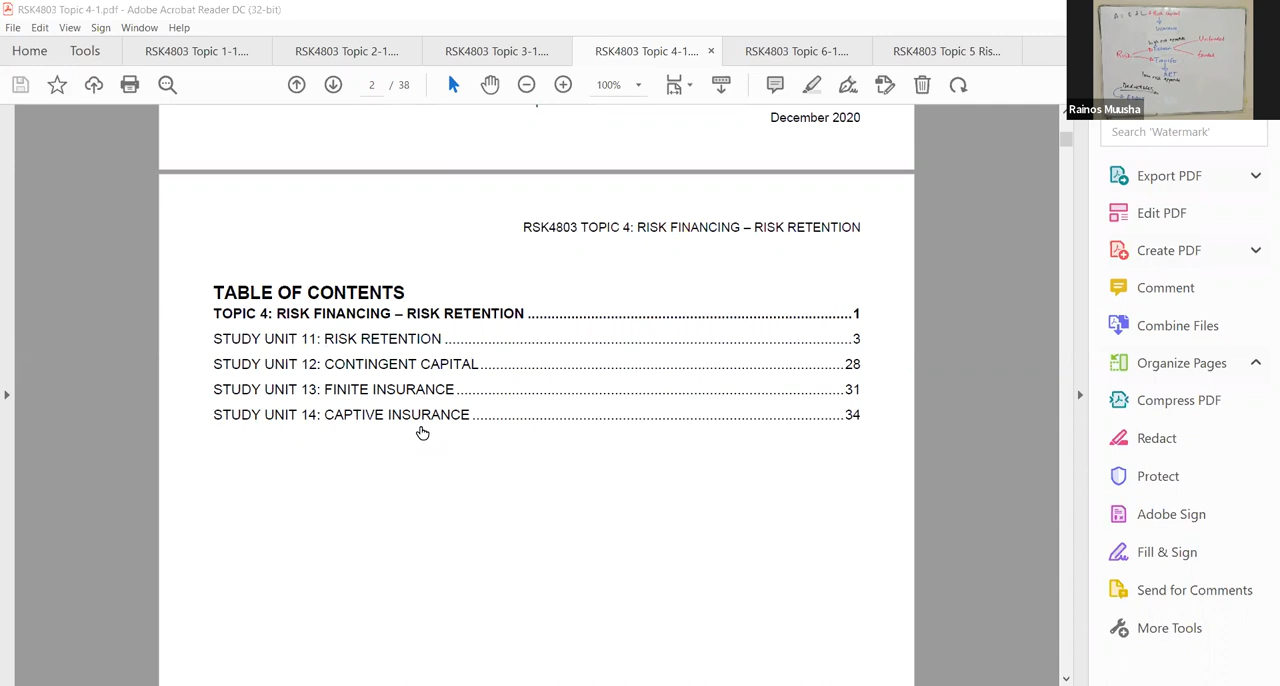 RSK4803 Topic 4-1.pdf - Adobe Acrobat Reader DC (32-bit)
File Edit View Sign Window Help
Home Tools RSK4803 Topic 1-1.... RSK4803 Topic 2-1.... RSK4803 Topic 3-1.... RSK4803 Topic 4-1.... × RSK4803 Topic 6-1.... RSK4803 Topic 5 Ris...
2 / 38 100%
Rainos Muusha
December 2020
RSK4803 TOPIC 4: RISK FINANCING – RISK RETENTION
TABLE OF CONTENTS
TOPIC 4: RISK FINANCING – RISK RETENTION ........ 1
STUDY UNIT 11: RISK RETENTION ........ 3
STUDY UNIT 12: CONTINGENT CAPITAL ........ 28
STUDY UNIT 13: FINITE INSURANCE ........ 31
STUDY UNIT 14: CAPTIVE INSURANCE ........ 34
Search 'Watermark'
Export PDF
Edit PDF
Create PDF
Comment
Combine Files
Organize Pages
Compress PDF
Redact
Protect
Adobe Sign
Fill & Sign
Send for Comments
More Tools